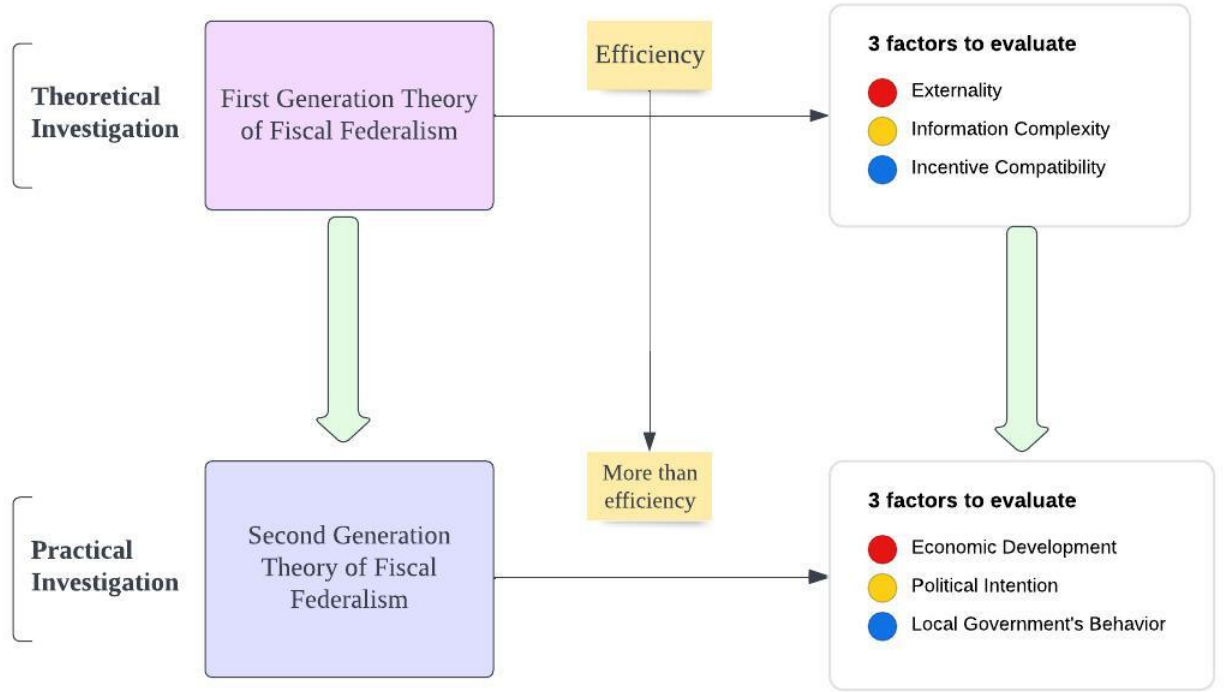 Theoretical
Investigation
First Generation Theory
of Fiscal Federalism
Efficiency
3 factors to evaluate
Externality
Information Complexity
Incentive Compatibility
Practical
Investigation
Second Generation
Theory of Fiscal
Federalism
More than
efficiency
3 factors to evaluate
Economic Development
Political Intention
Local Government's Behavior